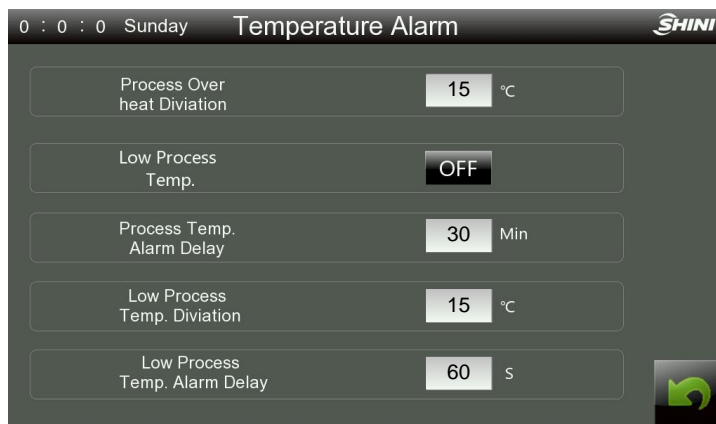 0 : 0 : 0 Sunday Temperature Alarm SHINI
Process Over
heat Diviation
15 ℃
Low Process
Temp.
OFF
Process Temp.
Alarm Delay
30 Min
Low Process
Temp. Diviation
15 ℃
Low Process
Temp. Alarm Delay
60 S